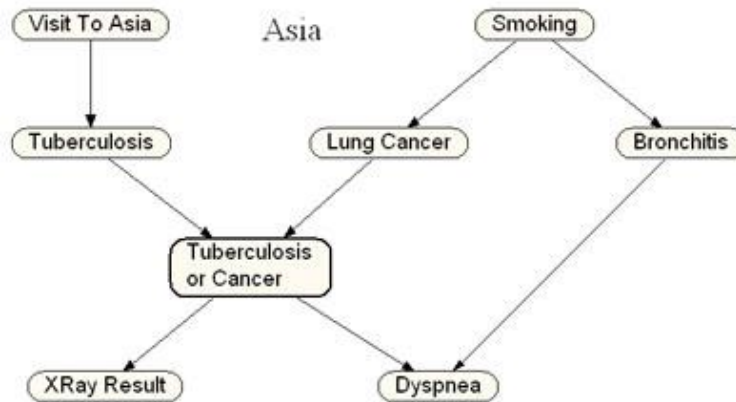 Visit To Asia
Asia
Smoking
Tuberculosis
Lung Cancer
Bronchitis
Tuberculosis
or Cancer
XRay Result
Dyspnea